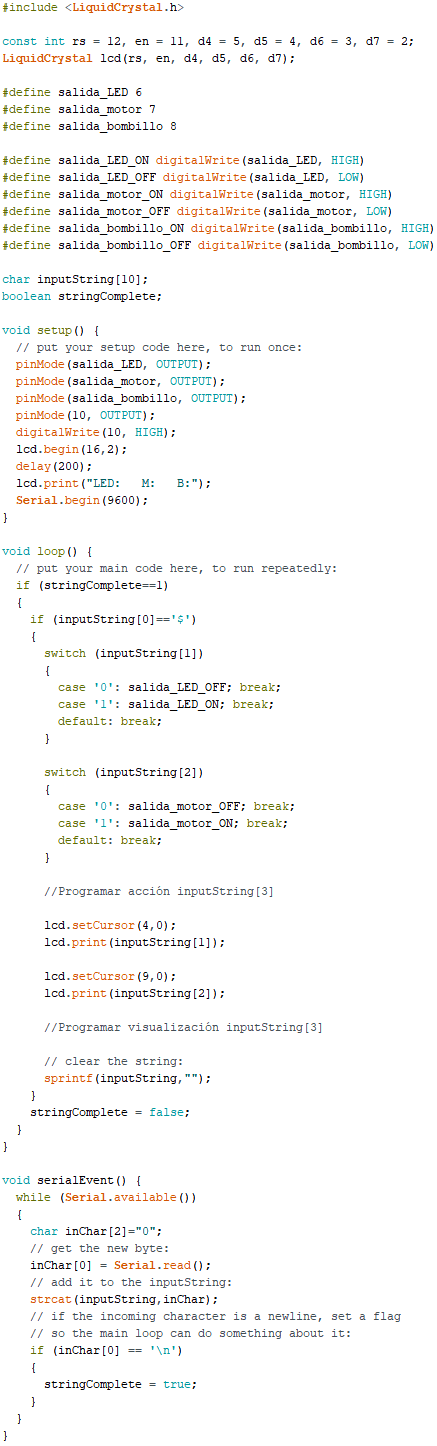 #include <LiquidCrystal.h>

const int rs = 12, en = 11, d4 = 5, d5 = 4, d6 = 3, d7 = 2;
LiquidCrystal lcd(rs, en, d4, d5, d6, d7);

#define salida_LED 6
#define salida_motor 7
#define salida_bombillo 8

#define salida_LED_ON digitalWrite(salida_LED, HIGH)
#define salida_LED_OFF digitalWrite(salida_LED, LOW)
#define salida_motor_ON digitalWrite(salida_motor, HIGH)
#define salida_motor_OFF digitalWrite(salida_motor, LOW)
#define salida_bombillo_ON digitalWrite(salida_bombillo, HIGH)
#define salida_bombillo_OFF digitalWrite(salida_bombillo, LOW)

char inputString[10];
boolean stringComplete;

void setup() {
  // put your setup code here, to run once:
  pinMode(salida_LED, OUTPUT);
  pinMode(salida_motor, OUTPUT);
  pinMode(salida_bombillo, OUTPUT);
  pinMode(10, OUTPUT);
  digitalWrite(10, HIGH);
  lcd.begin(16,2);
  delay(200);
  lcd.print("LED:   M:   B:");
  Serial.begin(9600);
}

void loop() {
  // put your main code here, to run repeatedly:
  if (stringComplete==1)
  {
    if (inputString[0]=='$')
    {
      switch (inputString[1])
      {
        case '0': salida_LED_OFF; break;
        case '1': salida_LED_ON; break;
        default: break;
      }

      switch (inputString[2])
      {
        case '0': salida_motor_OFF; break;
        case '1': salida_motor_ON; break;
        default: break;
      }

      //Programar acción inputString[3]

      lcd.setCursor(4,0);
      lcd.print(inputString[1]);

      lcd.setCursor(9,0);
      lcd.print(inputString[2]);

      //Programar visualización inputString[3]

      // clear the string:
      sprintf(inputString,"");
    }
    stringComplete = false;
  }
}

void serialEvent() {
  while (Serial.available())
  {
    char inChar[2]="0";
    // get the new byte:
    inChar[0] = Serial.read();
    // add it to the inputString:
    strcat(inputString,inChar);
    // if the incoming character is a newline, set a flag
    // so the main loop can do something about it:
    if (inChar[0] == '\n')
    {
      stringComplete = true;
    }
  }
}